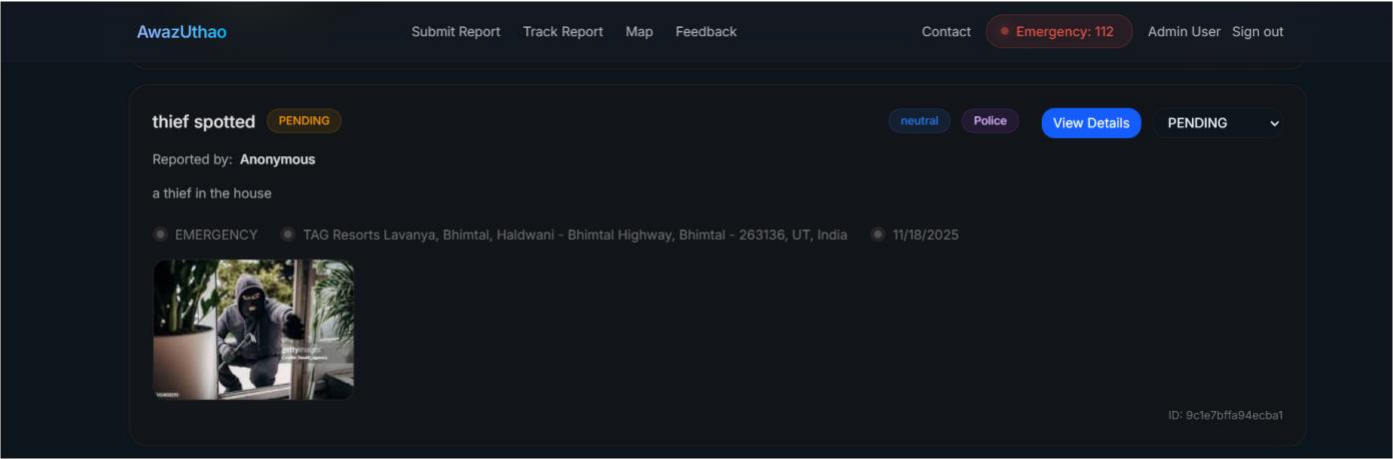 AwazUthao Submit Report Track Report Map Feedback Contact Emergency: 112 Admin User Sign out
thief spotted PENDING neutral Police View Details PENDING
Reported by: Anonymous
a thief in the house
EMERGENCY TAG Resorts Lavanya, Bhimtal, Haldwani - Bhimtal Highway, Bhimtal - 263136, UT, India 11/18/2025
gettyimages
ID: 9c1e7bffa94ecba1